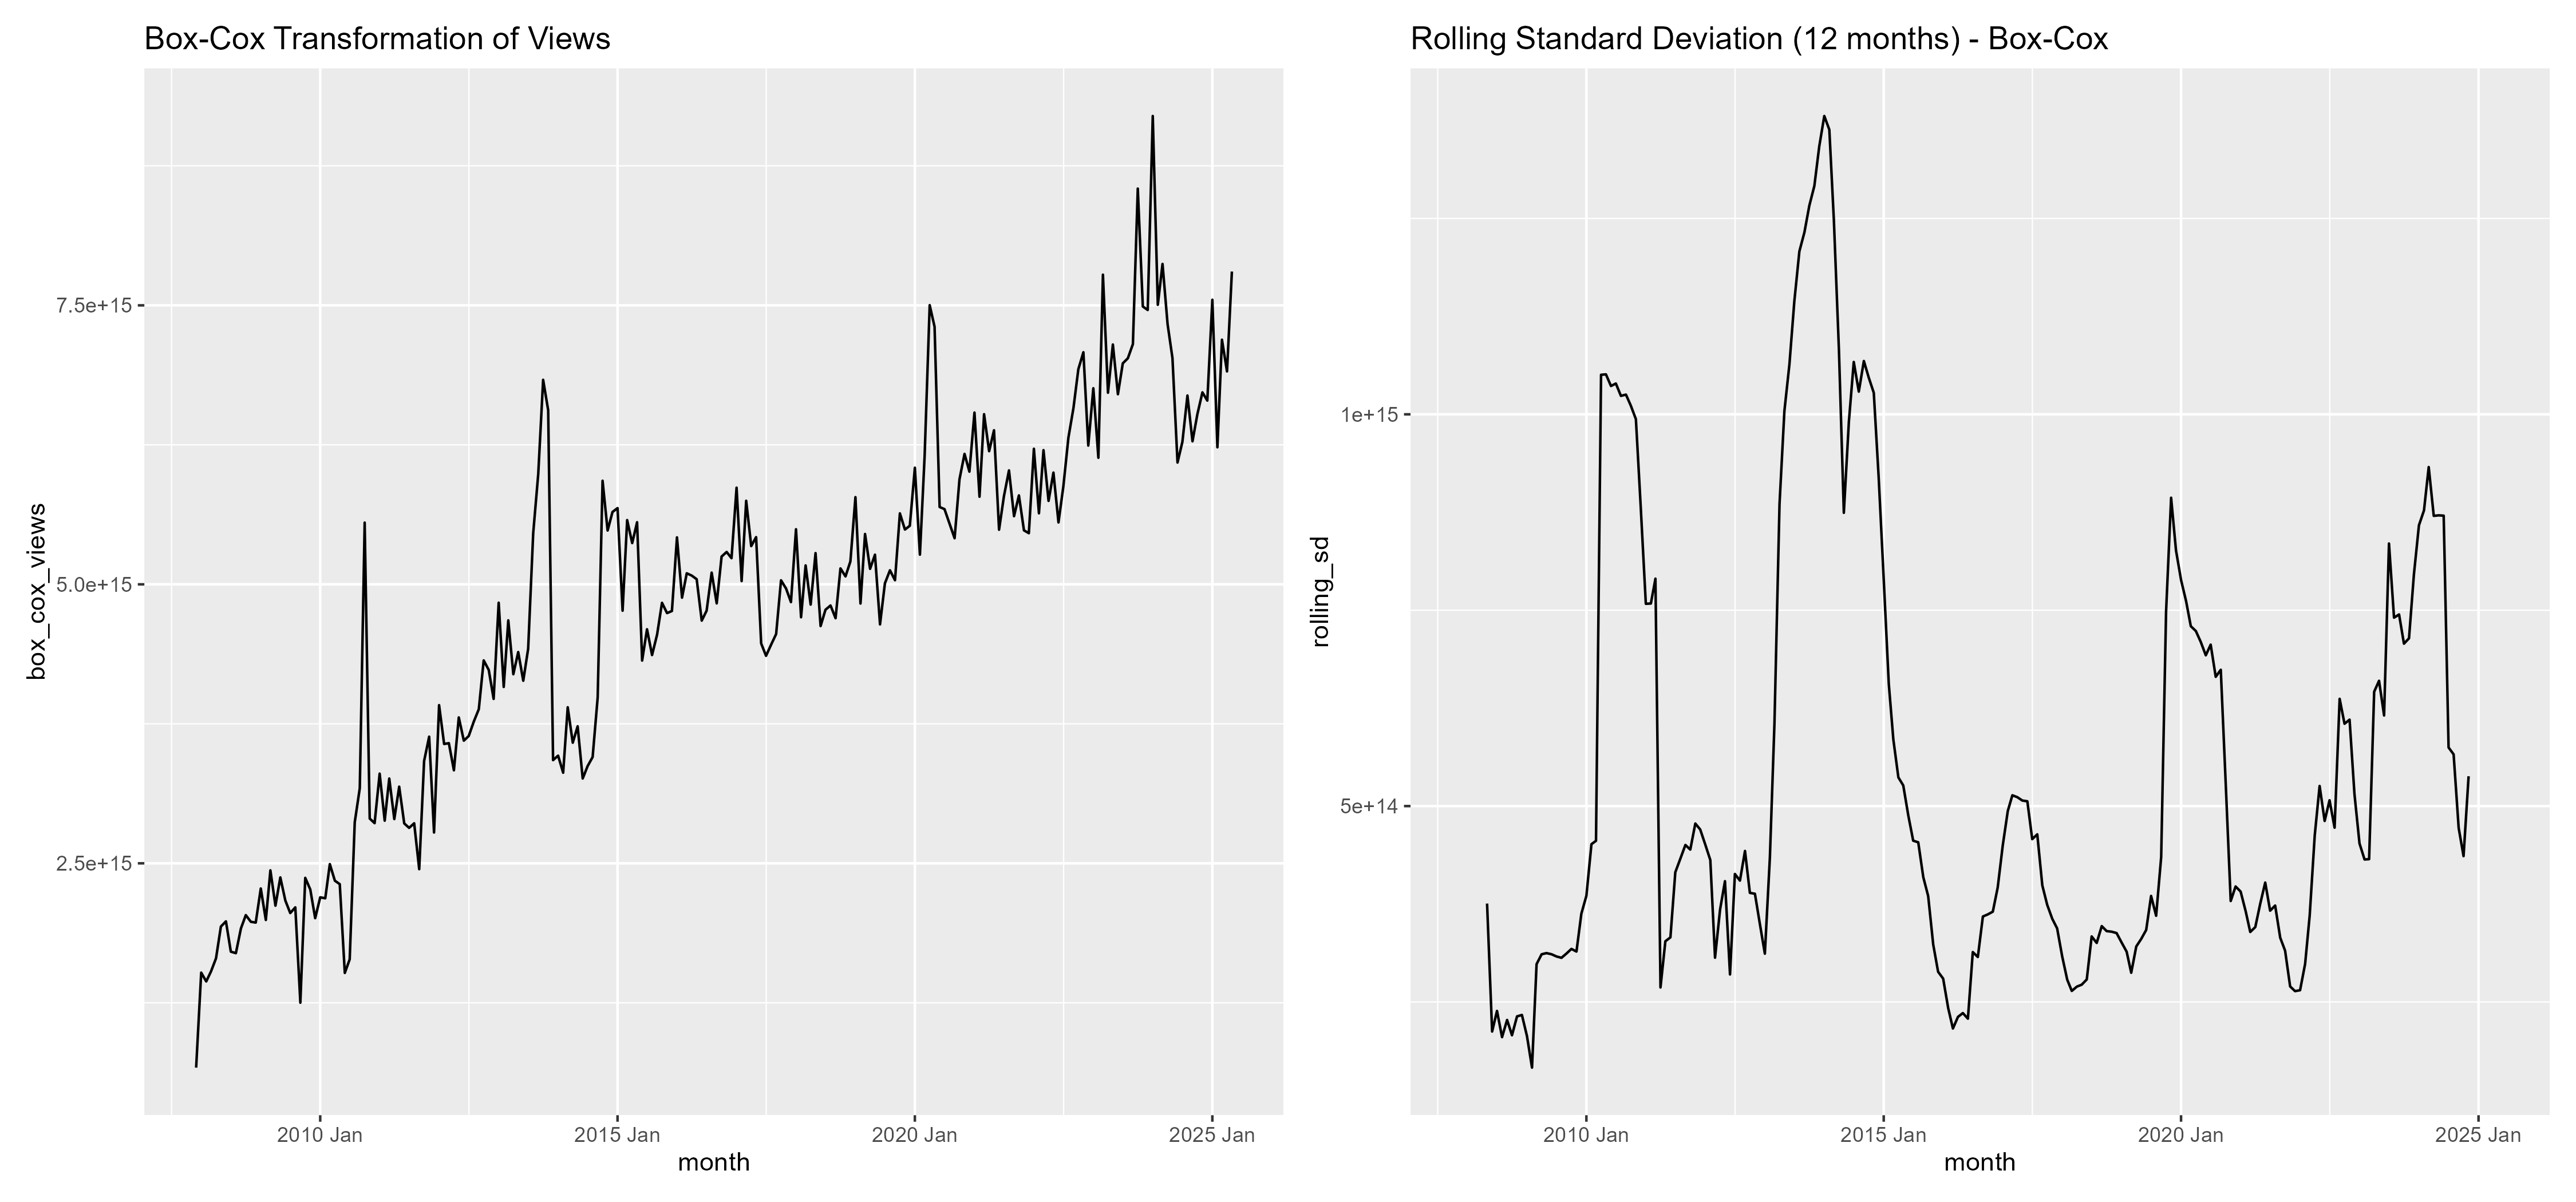 Box-Cox Transformation of Views
box_cox_views
7.5e+15
5.0e+15
2.5e+15
2010 Jan
2015 Jan
2020 Jan
2025 Jan
month
Rolling Standard Deviation (12 months) - Box-Cox
rolling_sd
1e+15
5e+14
2010 Jan
2015 Jan
2020 Jan
2025 Jan
month